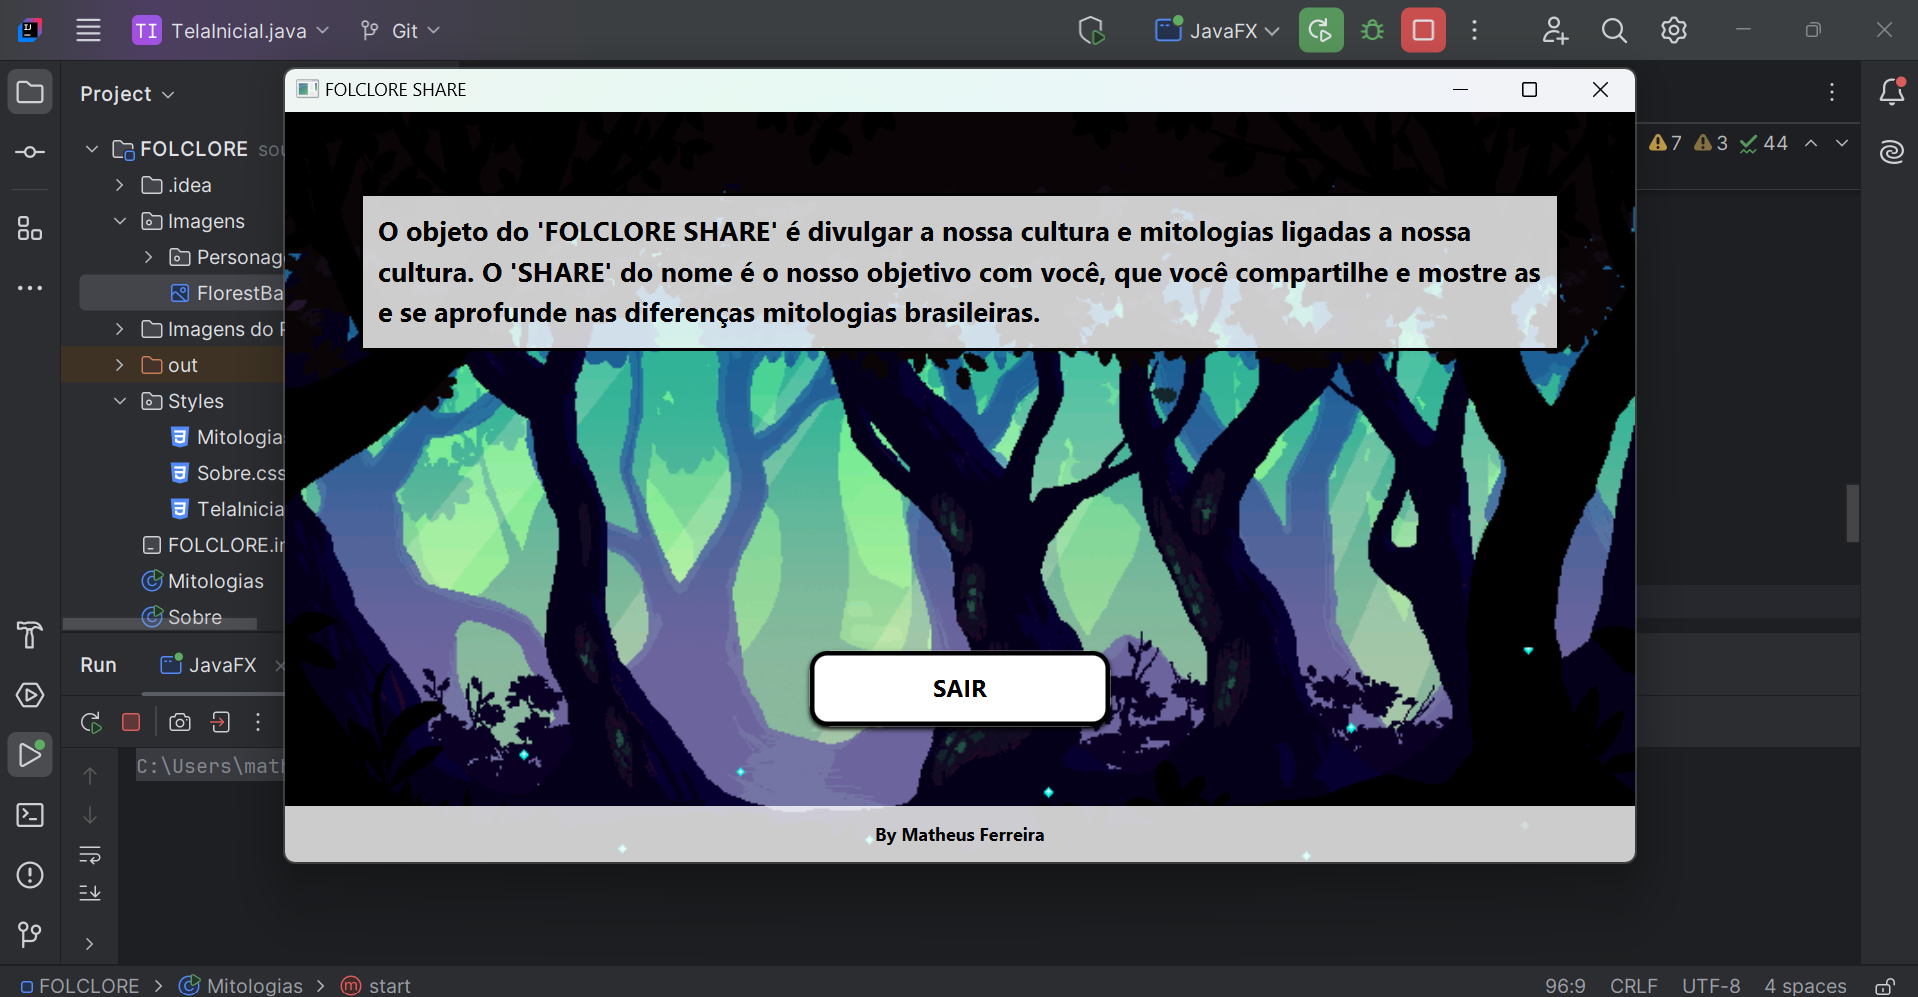 TI TelaInicial.java
Git
JavaFX
Project
FOLCLORE sou
.idea
Imagens
Personag
FlorestBa
Imagens do P
out
Styles
Mitologia
Sobre.css
TelaInicia
FOLCLORE.i
Mitologias
Sobre
7 3 44
FOLCLORE SHARE
O objeto do 'FOLCLORE SHARE' é divulgar a nossa cultura e mitologias ligadas a nossa
cultura. O 'SHARE' do nome é o nosso objetivo com você, que você compartilhe e mostre as
e se aprofunde nas diferenças mitologias brasileiras.
SAIR
By Matheus Ferreira
Run JavaFX
C:\Users\mat
FOLCLORE > Mitologias > m start
96:9 CRLF UTF-8 4 spaces